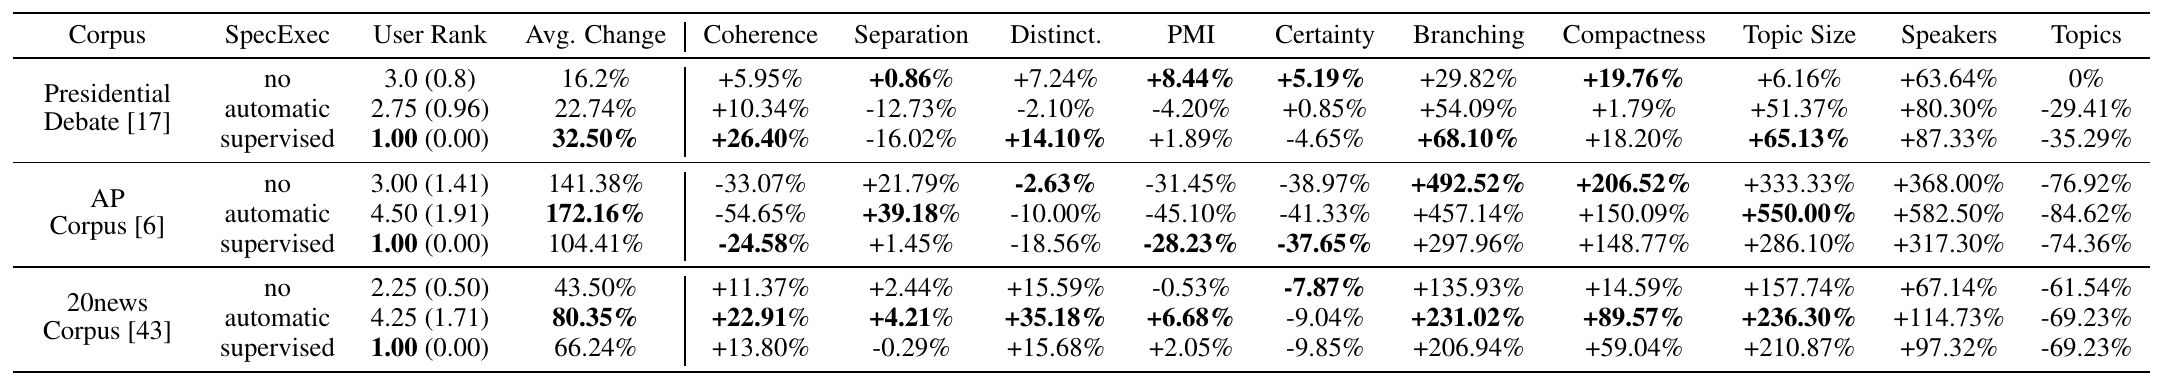 Corpus SpecExec User Rank Avg. Change Coherence Separation Distinct. PMI Certainty Branching Compactness Topic Size Speakers Topics
Presidential Debate [17]
no 3.0 (0.8) 16.2% +5.95% +0.86% +7.24% +8.44% +5.19% +29.82% +19.76% +6.16% +63.64% 0%
automatic 2.75 (0.96) 22.74% +10.34% -12.73% -2.10% -4.20% +0.85% +54.09% +1.79% +51.37% +80.30% -29.41%
supervised 1.00 (0.00) 32.50% +26.40% -16.02% +14.10% +1.89% -4.65% +68.10% +18.20% +65.13% +87.33% -35.29%
AP Corpus [6]
no 3.00 (1.41) 141.38% -33.07% +21.79% -2.63% -31.45% -38.97% +492.52% +206.52% +333.33% +368.00% -76.92%
automatic 4.50 (1.91) 172.16% -54.65% +39.18% -10.00% -45.10% -41.33% +457.14% +150.09% +550.00% +582.50% -84.62%
supervised 1.00 (0.00) 104.41% -24.58% +1.45% -18.56% -28.23% -37.65% +297.96% +148.77% +286.10% +317.30% -74.36%
20news Corpus [43]
no 2.25 (0.50) 43.50% +11.37% +2.44% +15.59% -0.53% -7.87% +135.93% +14.59% +157.74% +67.14% -61.54%
automatic 4.25 (1.71) 80.35% +22.91% +4.21% +35.18% +6.68% -9.04% +231.02% +89.57% +236.30% +114.73% -69.23%
supervised 1.00 (0.00) 66.24% +13.80% -0.29% +15.68% +2.05% -9.85% +206.94% +59.04% +210.87% +97.32% -69.23%